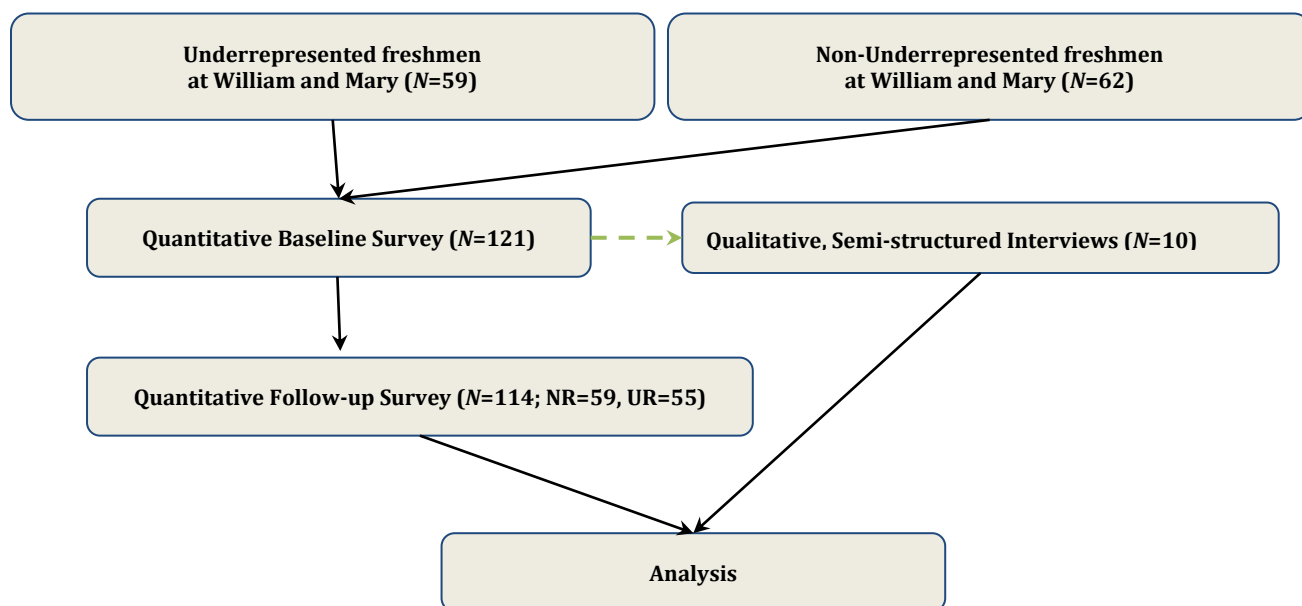 Underrepresented freshmen
at William and Mary (N=59)
Non-Underrepresented freshmen
at William and Mary (N=62)
Quantitative Baseline Survey (N=121)
Qualitative, Semi-structured Interviews (N=10)
Quantitative Follow-up Survey (N=114; NR=59, UR=55)
Analysis